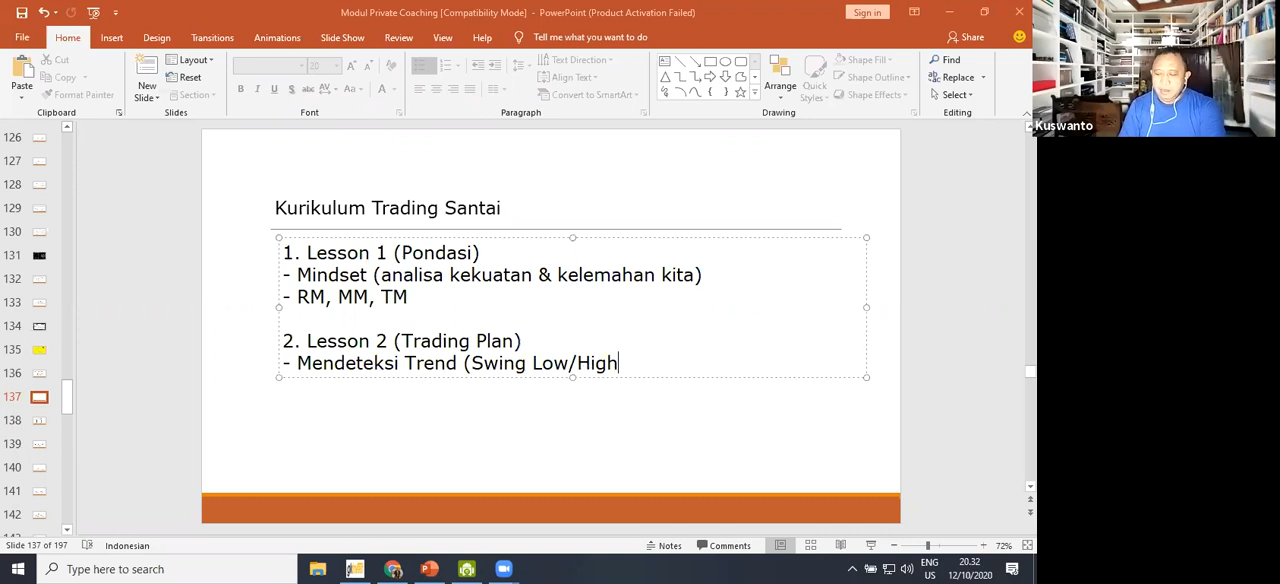 Modul Private Coaching [Compatibility Mode] - PowerPoint (Product Activation Failed)
Sign in
File Home Insert Design Transitions Animations Slide Show Review View Help Tell me what you want to do
Share
Paste
Cut
Copy
Format Painter
Clipboard
New
Slide
Layout
Reset
Section
Slides
20
B I U S abc AV Aa A
Font
Text Direction
Align Text
Convert to SmartArt
Paragraph
Arrange
Quick
Styles
Shape Fill
Shape Outline
Shape Effects
Drawing
Find
Replace
Select
Editing
Kuswanto
126
127
128
129
130
131
132
133
134
135
136
137
138
139
140
141
142
Kurikulum Trading Santai
1. Lesson 1 (Pondasi)
- Mindset (analisa kekuatan & kelemahan kita)
- RM, MM, TM
2. Lesson 2 (Trading Plan)
- Mendeteksi Trend (Swing Low/High
Slide 137 of 197
Indonesian
Notes
Comments
72%
Type here to search
ENG
US
20.32
12/10/2020